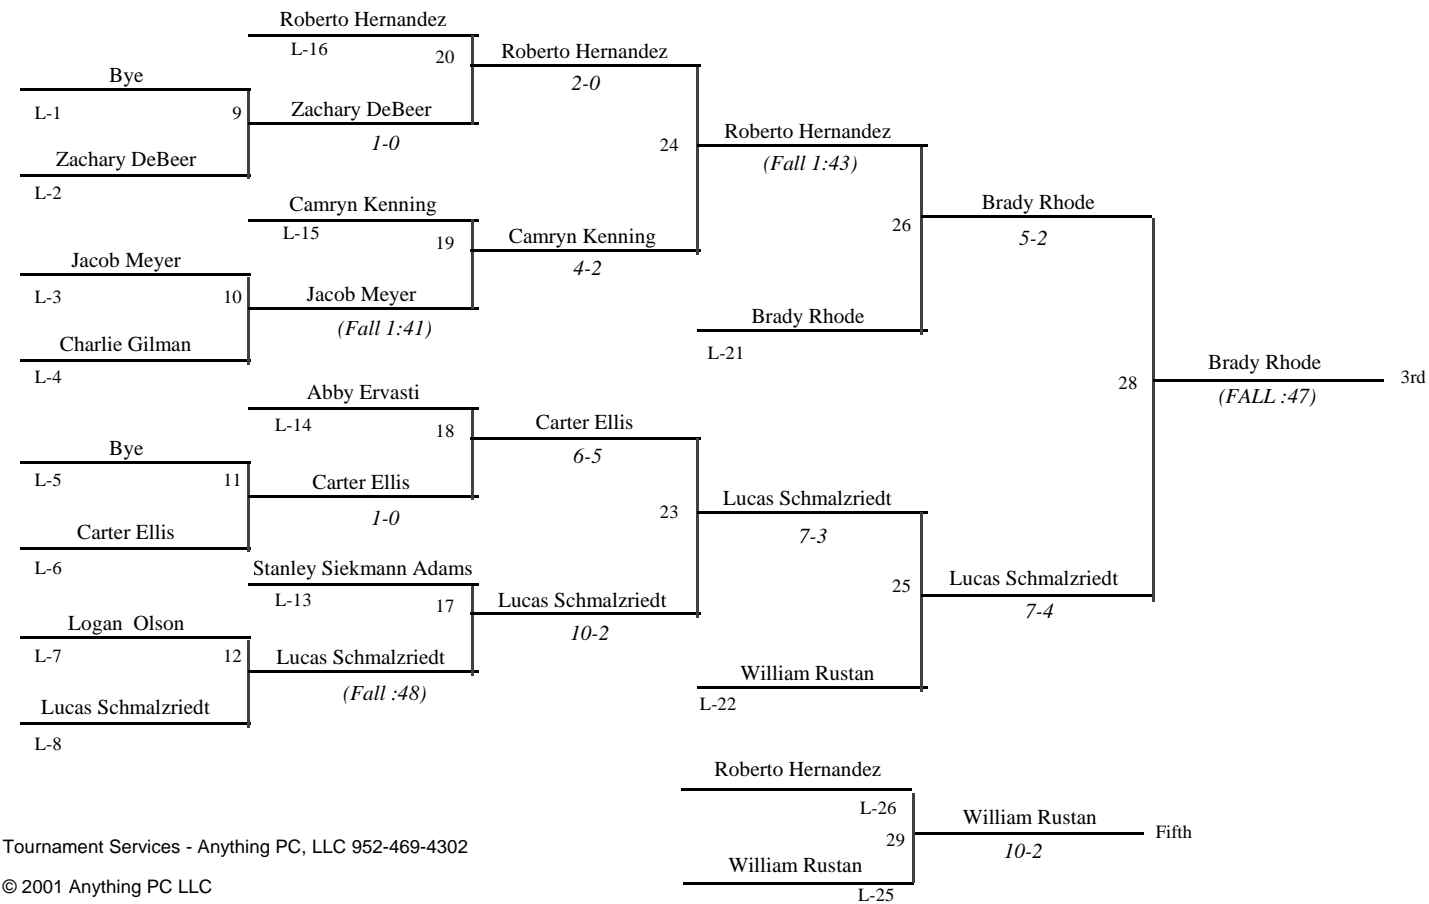 Roberto Hernandez
L-16
20
Roberto Hernandez
2-0
Bye
L-1
9
Zachary DeBeer
1-0
Zachary DeBeer
L-2
24
Roberto Hernandez
(Fall 1:43)
Camryn Kenning
L-15
19
Camryn Kenning
4-2
Jacob Meyer
L-3
10
Jacob Meyer
(Fall 1:41)
Charlie Gilman
L-4
26
Brady Rhode
5-2
Brady Rhode
L-21
28
Brady Rhode
(FALL :47)
3rd
Abby Ervasti
L-14
18
Carter Ellis
6-5
Bye
L-5
11
Carter Ellis
1-0
Carter Ellis
L-6
23
Lucas Schmalzriedt
7-3
Stanley Siekmann Adams
L-13
17
Lucas Schmalzriedt
10-2
25
Lucas Schmalzriedt
7-4
Logan  Olson
L-7
12
Lucas Schmalzriedt
(Fall :48)
Lucas Schmalzriedt
L-8
William Rustan
L-22
Roberto Hernandez
L-26
29
William Rustan
10-2
Fifth
William Rustan
L-25
Tournament Services - Anything PC, LLC 952-469-4302
© 2001 Anything PC LLC